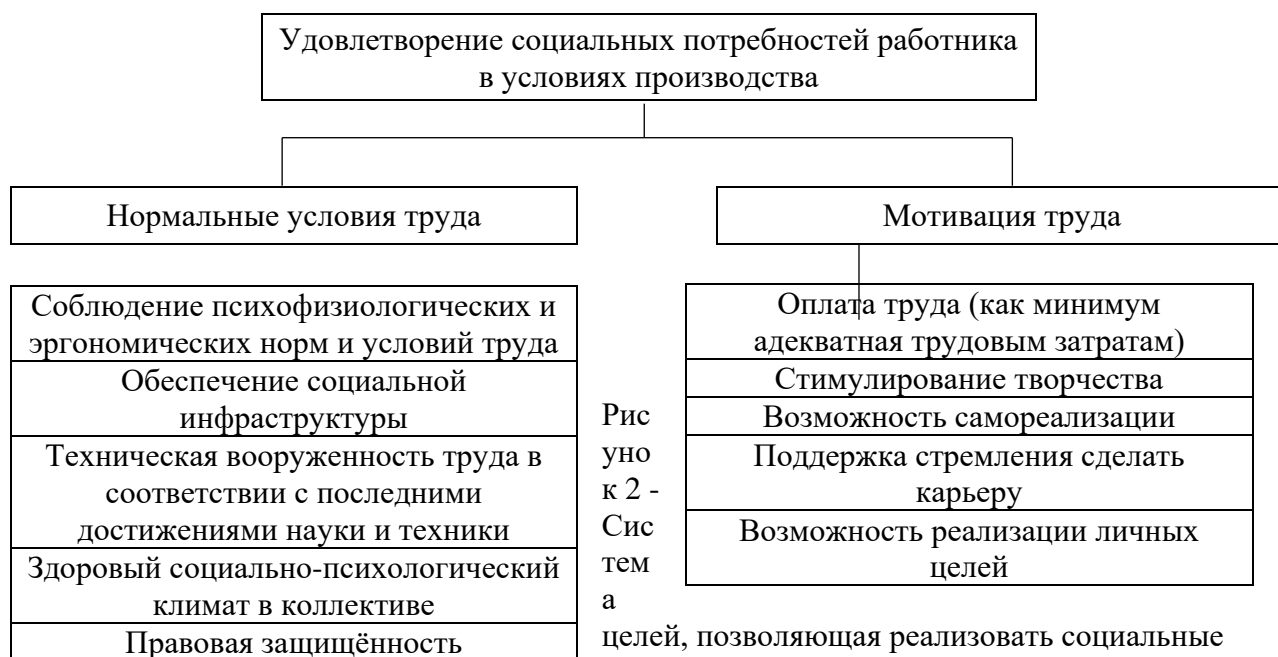 Удовлетворение социальных потребностей работника
в условиях производства
Нормальные условия труда
Мотивация труда
Соблюдение психофизиологических и
эргономических норм и условий труда
Обеспечение социальной
инфраструктуры
Техническая вооруженность труда в
соответствии с последними
достижениями науки и техники
Здоровый социально-психологический
климат в коллективе
Правовая защищённость
Оплата труда (как минимум
адекватная трудовым затратам)
Стимулирование творчества
Возможность самореализации
Поддержка стремления сделать
карьеру
Возможность реализации личных
целей
Рис
уно
к 2 -
Сис
тем
а
целей, позволяющая реализовать социальные